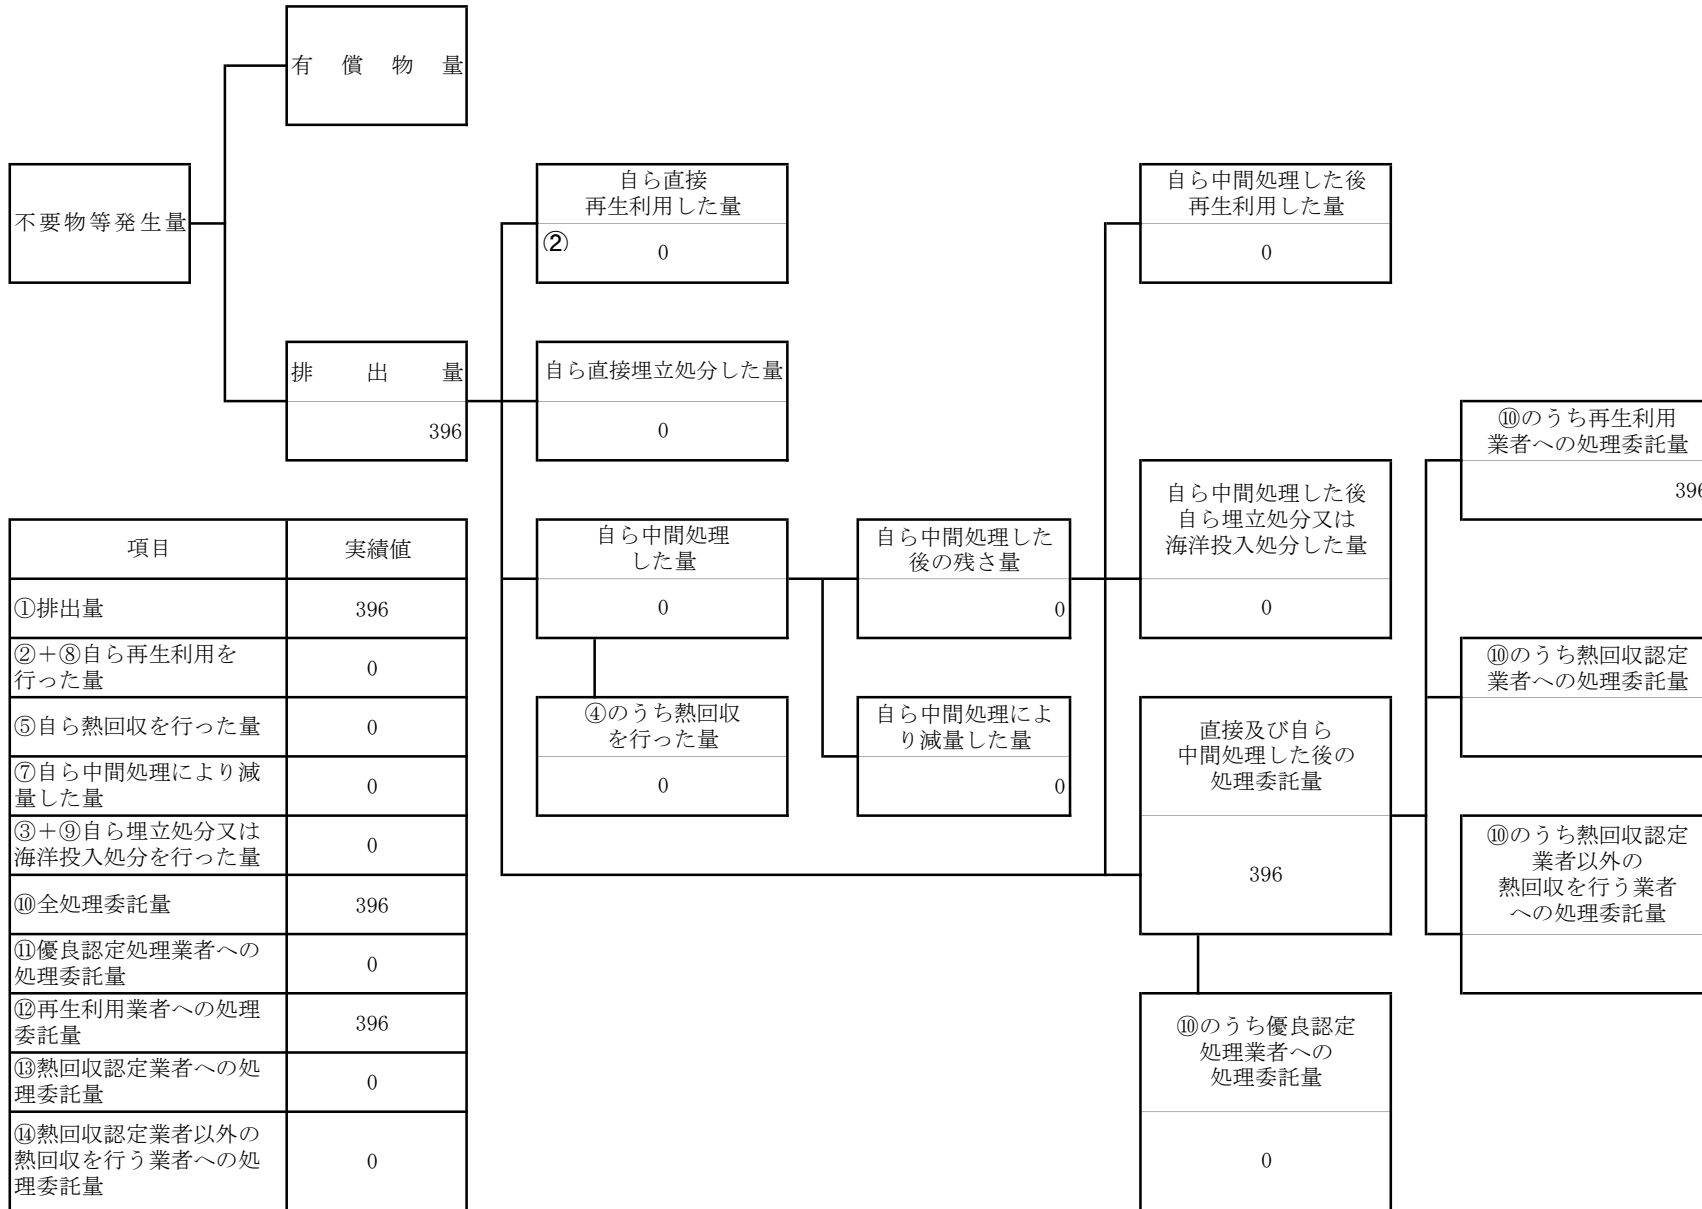 有償物量
不要物等発生量
自ら直接
再生利用した量
②
0
自ら中間処理した後
再生利用した量
0
排出量
396
自ら直接埋立処分した量
0
⑩のうち再生利用
業者への処理委託量
396
自ら中間処理
した量
0
自ら中間処理した
後の残さ量
0
自ら中間処理した後
自ら埋立処分又は
海洋投入処分した量
0
④のうち熱回収
を行った量
0
自ら中間処理によ
り減量した量
0
直接及び自ら
中間処理した後の
処理委託量
396
⑩のうち熱回収認定
業者への処理委託量
⑩のうち熱回収認定
業者以外の
熱回収を行う業者
への処理委託量
⑩のうち優良認定
処理業者への
処理委託量
0
項目 実績値
①排出量 396
②+⑧自ら再生利用を
行った量 0
⑤自ら熱回収を行った量 0
⑦自ら中間処理により減
量した量 0
③+⑨自ら埋立処分又は
海洋投入処分を行った量 0
⑩全処理委託量 396
⑪優良認定処理業者への
処理委託量 0
⑫再生利用業者への処理
委託量 396
⑬熱回収認定業者への処
理委託量 0
⑭熱回収認定業者以外の
熱回収を行う業者への処
理委託量 0